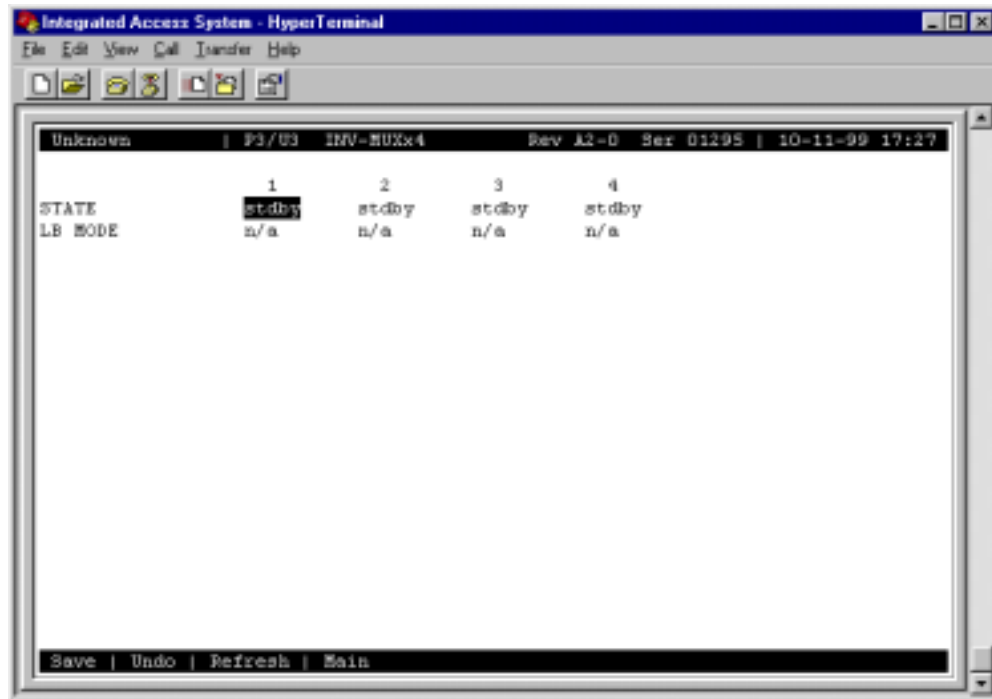 Integrated Access System - HyperTerminal
File Edit View Call Transfer Help
Unknown | P3/U3 INV-MUXx4 Rev A2-0 Ser 01295 | 10-11-99 17:27
1 2 3 4
STATE stdby stdby stdby stdby
LB MODE n/a n/a n/a n/a
Save | Undo | Refresh | Main